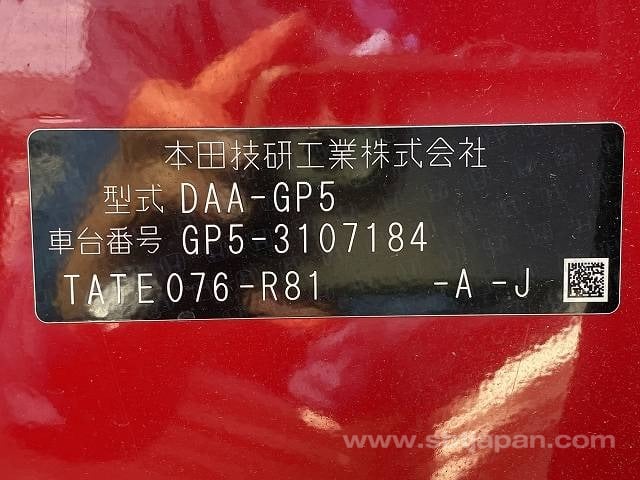 本田技研工業株式会社
型式 DAA-GP5
車台番号 GP5-3107184
TATE076-R81 -A -J